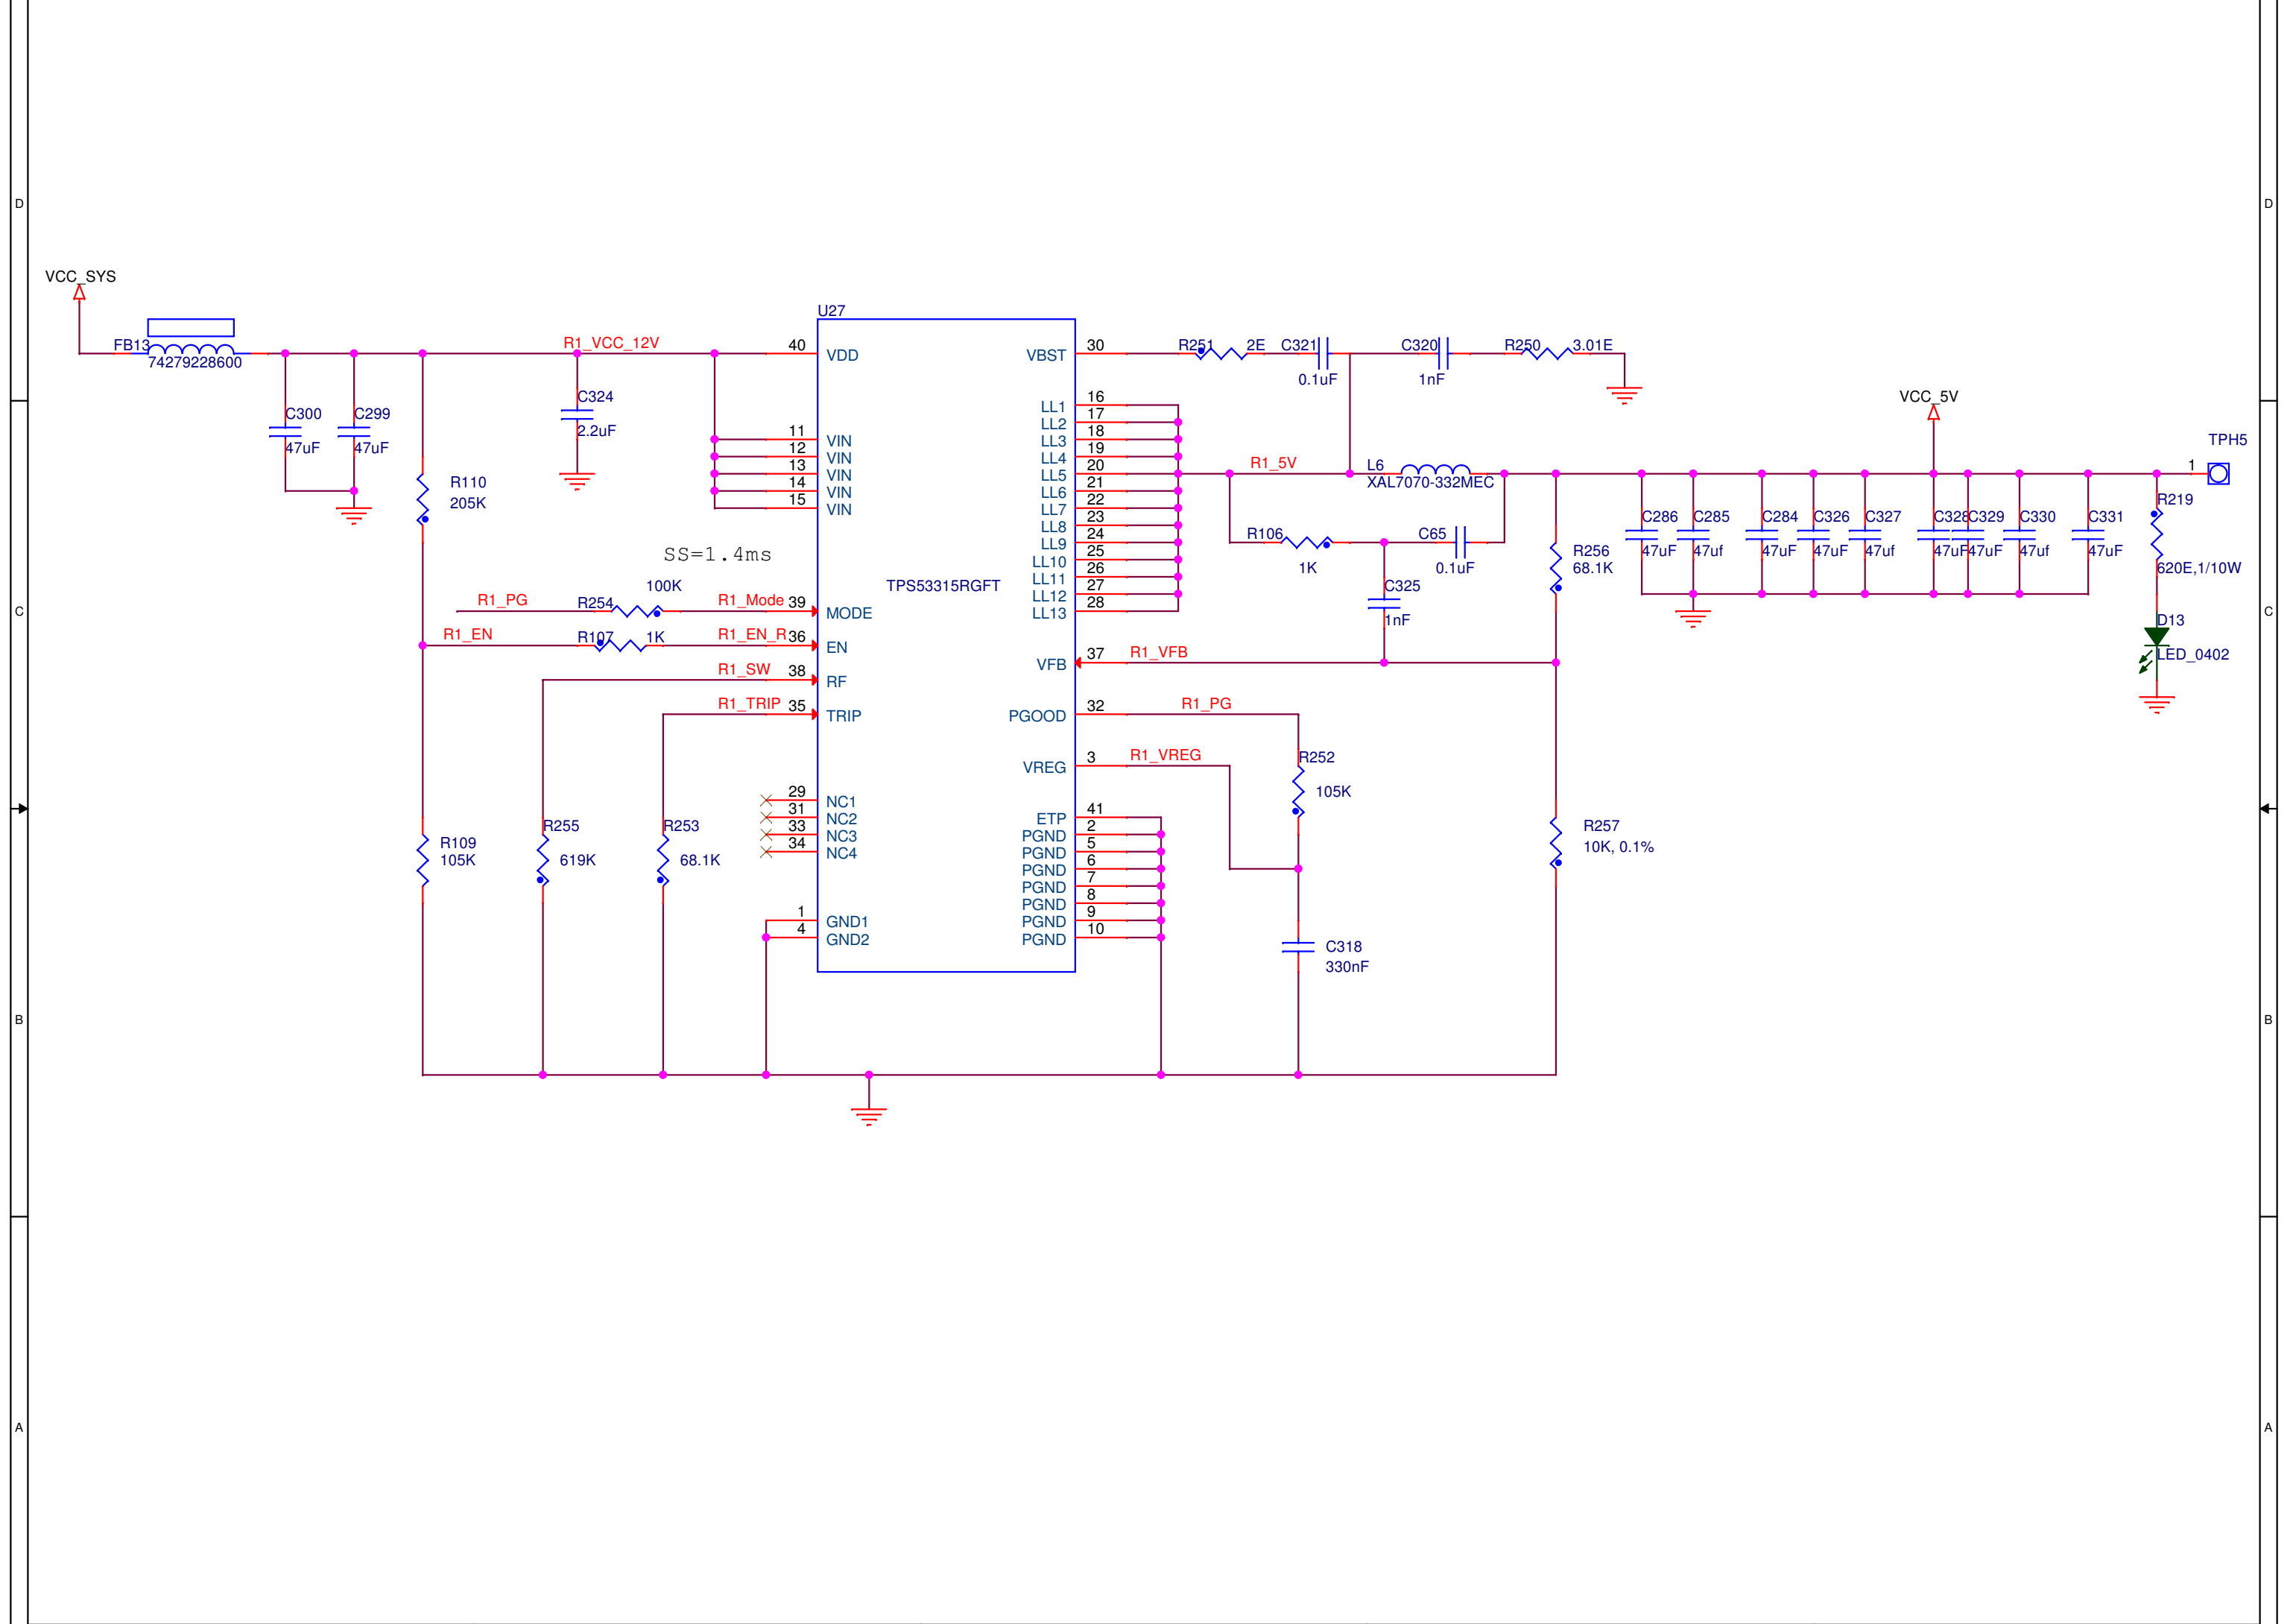 D
D
VCC_SYS
U27
FB13
74279228600
R1_VCC_12V
40
VDD
VBST
30
R251
2E
C321
0.1uF
C320
1nF
R250
3.01E
C300
47uF
C299
47uF
C324
2.2uF
VCC_5V
TPH5
1
11
VIN
12
VIN
13
VIN
14
VIN
15
VIN
LL1
16
LL2
17
LL3
18
LL4
19
LL5
20
LL6
21
LL7
22
LL8
23
LL9
24
LL10
25
LL11
26
LL12
27
LL13
28
R1_5V
L6
XAL7070-332MEC
R110
205K
SS=1.4ms
TPS53315RGFT
R106
1K
C65
0.1uF
C325
1nF
R256
68.1K
C286
47uF
C285
47uf
C284
47uF
C326
47uF
C327
47uf
C328
47uF
C329
47uF
C330
47uf
C331
47uF
R219
620E,1/10W
D13
LED_0402
C
C
R1_PG
R254
100K
R1_Mode
39
MODE
R1_EN
R107
1K
R1_EN_R
36
EN
R1_SW
38
RF
R1_TRIP
35
TRIP
VFB
37
R1_VFB
PGOOD
32
R1_PG
VREG
3
R1_VREG
R252
105K
29
NC1
31
NC2
33
NC3
34
NC4
ETP
41
PGND
2
PGND
5
PGND
6
PGND
7
PGND
8
PGND
9
PGND
10
R109
105K
R255
619K
R253
68.1K
R257
10K, 0.1%
1
GND1
4
GND2
C318
330nF
B
B
A
A